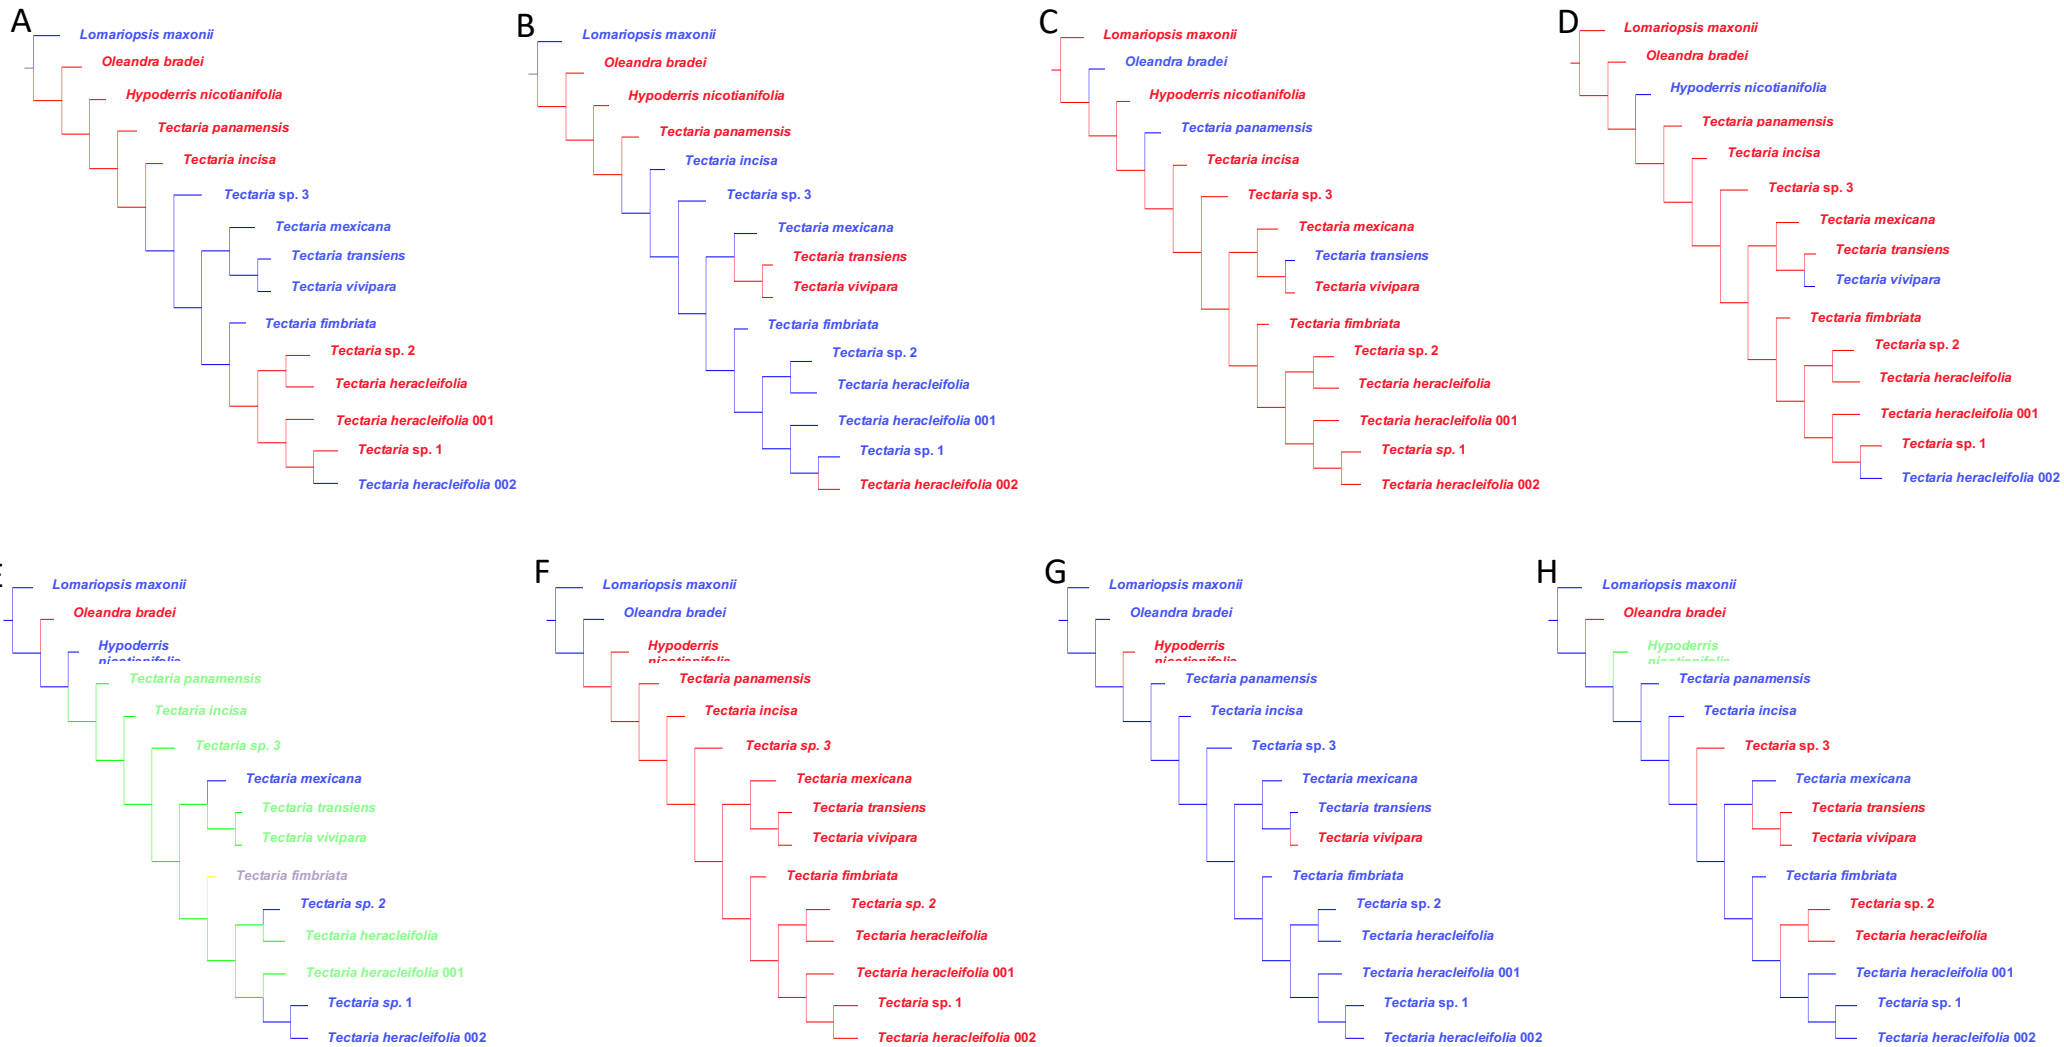 A
Lomariopsis maxonii
Oleandra bradei
Hypoderris nicotianifolia
Tectaria panamensis
Tectaria incisa
Tectaria sp. 3
Tectaria mexicana
Tectaria transiens
Tectaria vivipara
Tectaria fimbriata
Tectaria sp. 2
Tectaria heracleifolia
Tectaria heracleifolia 001
Tectaria sp. 1
Tectaria heracleifolia 002
B
Lomariopsis maxonii
Oleandra bradei
Hypoderris nicotianifolia
Tectaria panamensis
Tectaria incisa
Tectaria sp. 3
Tectaria mexicana
Tectaria transiens
Tectaria vivipara
Tectaria fimbriata
Tectaria sp. 2
Tectaria heracleifolia
Tectaria heracleifolia 001
Tectaria sp. 1
Tectaria heracleifolia 002
C
Lomariopsis maxonii
Oleandra bradei
Hypoderris nicotianifolia
Tectaria panamensis
Tectaria incisa
Tectaria sp. 3
Tectaria mexicana
Tectaria transiens
Tectaria vivipara
Tectaria fimbriata
Tectaria sp. 2
Tectaria heracleifolia
Tectaria heracleifolia 001
Tectaria sp. 1
Tectaria heracleifolia 002
D
Lomariopsis maxonii
Oleandra bradei
Hypoderris nicotianifolia
Tectaria panamensis
Tectaria incisa
Tectaria sp. 3
Tectaria mexicana
Tectaria transiens
Tectaria vivipara
Tectaria fimbriata
Tectaria sp. 2
Tectaria heracleifolia
Tectaria heracleifolia 001
Tectaria sp. 1
Tectaria heracleifolia 002
Lomariopsis maxonii
Oleandra bradei
Hypoderris
nicotianifolia
Tectaria panamensis
Tectaria incisa
Tectaria sp. 3
Tectaria mexicana
Tectaria transiens
Tectaria vivipara
Tectaria fimbriata
Tectaria sp. 2
Tectaria heracleifolia
Tectaria heracleifolia 001
Tectaria sp. 1
Tectaria heracleifolia 002
F
Lomariopsis maxonii
Oleandra bradei
Hypoderris
nicotianifolia
Tectaria panamensis
Tectaria incisa
Tectaria sp. 3
Tectaria mexicana
Tectaria transiens
Tectaria vivipara
Tectaria fimbriata
Tectaria sp. 2
Tectaria heracleifolia
Tectaria heracleifolia 001
Tectaria sp. 1
Tectaria heracleifolia 002
G
Lomariopsis maxonii
Oleandra bradei
Hypoderris
nicotianifolia
Tectaria panamensis
Tectaria incisa
Tectaria sp. 3
Tectaria mexicana
Tectaria transiens
Tectaria vivipara
Tectaria fimbriata
Tectaria sp. 2
Tectaria heracleifolia
Tectaria heracleifolia 001
Tectaria sp. 1
Tectaria heracleifolia 002
H
Lomariopsis maxonii
Oleandra bradei
Hypoderris
nicotianifolia
Tectaria panamensis
Tectaria incisa
Tectaria sp. 3
Tectaria mexicana
Tectaria transiens
Tectaria vivipara
Tectaria fimbriata
Tectaria sp. 2
Tectaria heracleifolia
Tectaria heracleifolia 001
Tectaria sp. 1
Tectaria heracleifolia 002